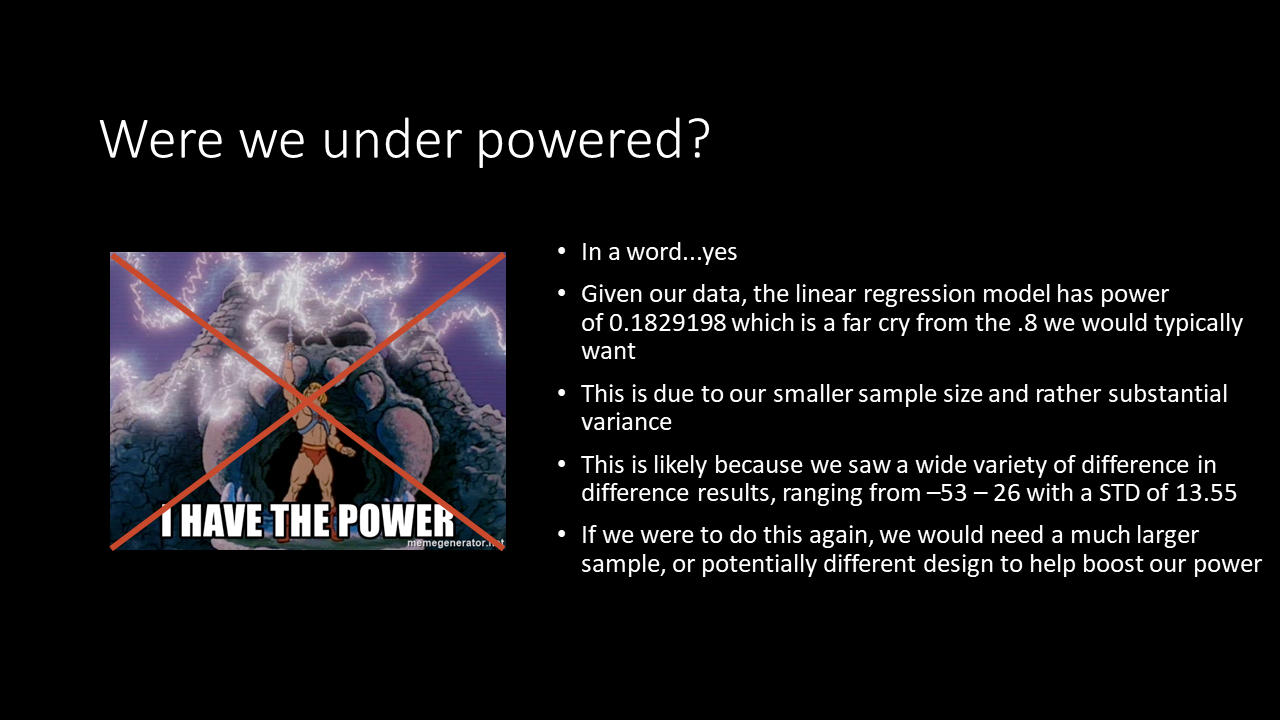 Were we under powered?
I HAVE THE POWER
memegenerator.net
• In a word...yes
• Given our data, the linear regression model has power
of 0.1829198 which is a far cry from the .8 we would typically
want
• This is due to our smaller sample size and rather substantial
variance
• This is likely because we saw a wide variety of difference in
difference results, ranging from –53 – 26 with a STD of 13.55
• If we were to do this again, we would need a much larger
sample, or potentially different design to help boost our power